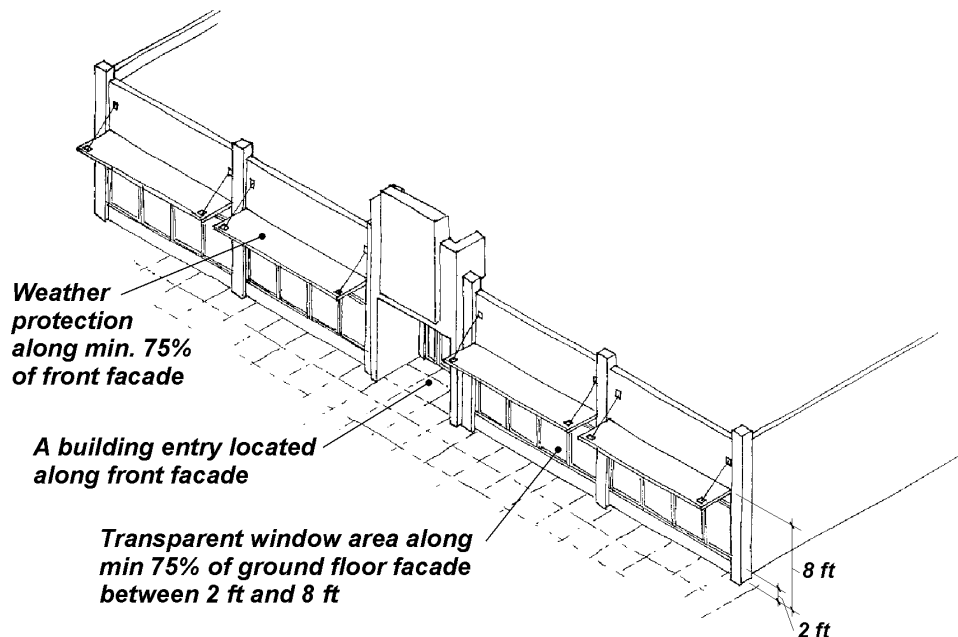 Weather
protection
along min. 75%
of front facade
A building entry located
along front facade
Transparent window area along
min 75% of ground floor facade
between 2 ft and 8 ft
8 ft
2 ft